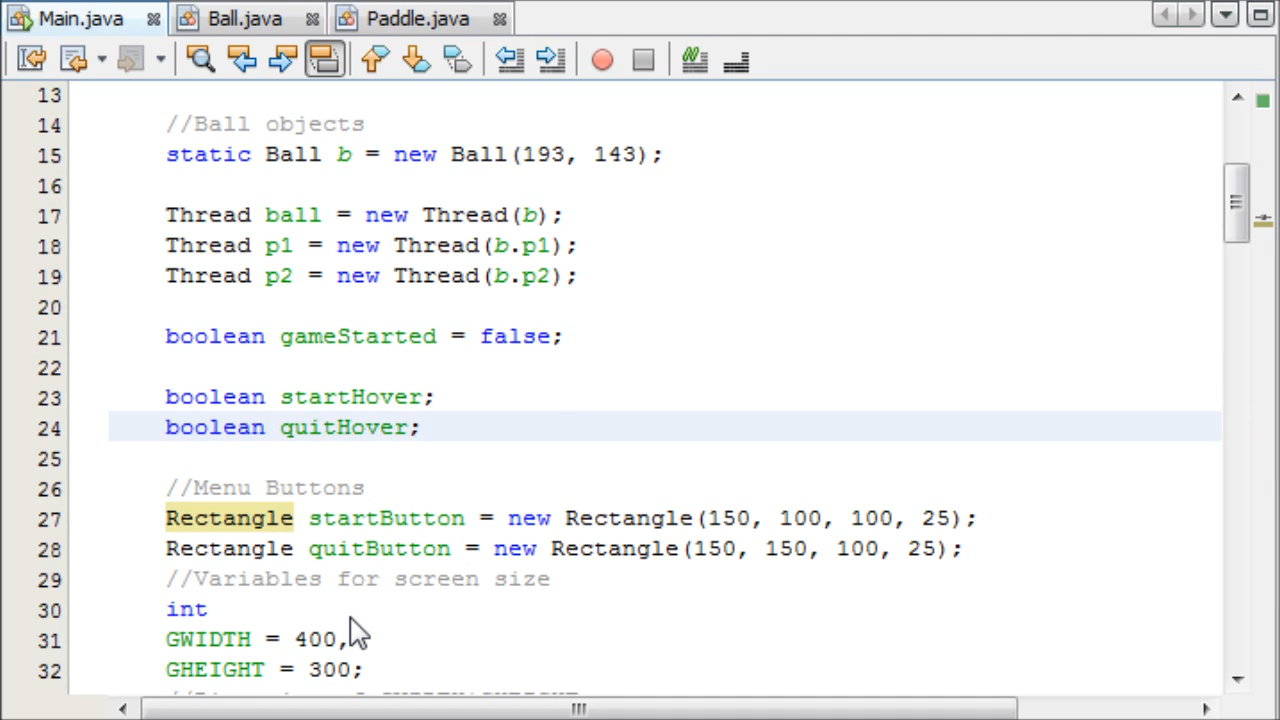 Main.java Ball.java Paddle.java
13
14 //Ball objects
15 static Ball b = new Ball(193, 143);
16
17 Thread ball = new Thread(b);
18 Thread p1 = new Thread(b.p1);
19 Thread p2 = new Thread(b.p2);
20
21 boolean gameStarted = false;
22
23 boolean startHover;
24 boolean quitHover;
25
26 //Menu Buttons
27 Rectangle startButton = new Rectangle(150, 100, 100, 25);
28 Rectangle quitButton = new Rectangle(150, 150, 100, 25);
29 //Variables for screen size
30 int
31 GWIDTH = 400,
32 GHEIGHT = 300;